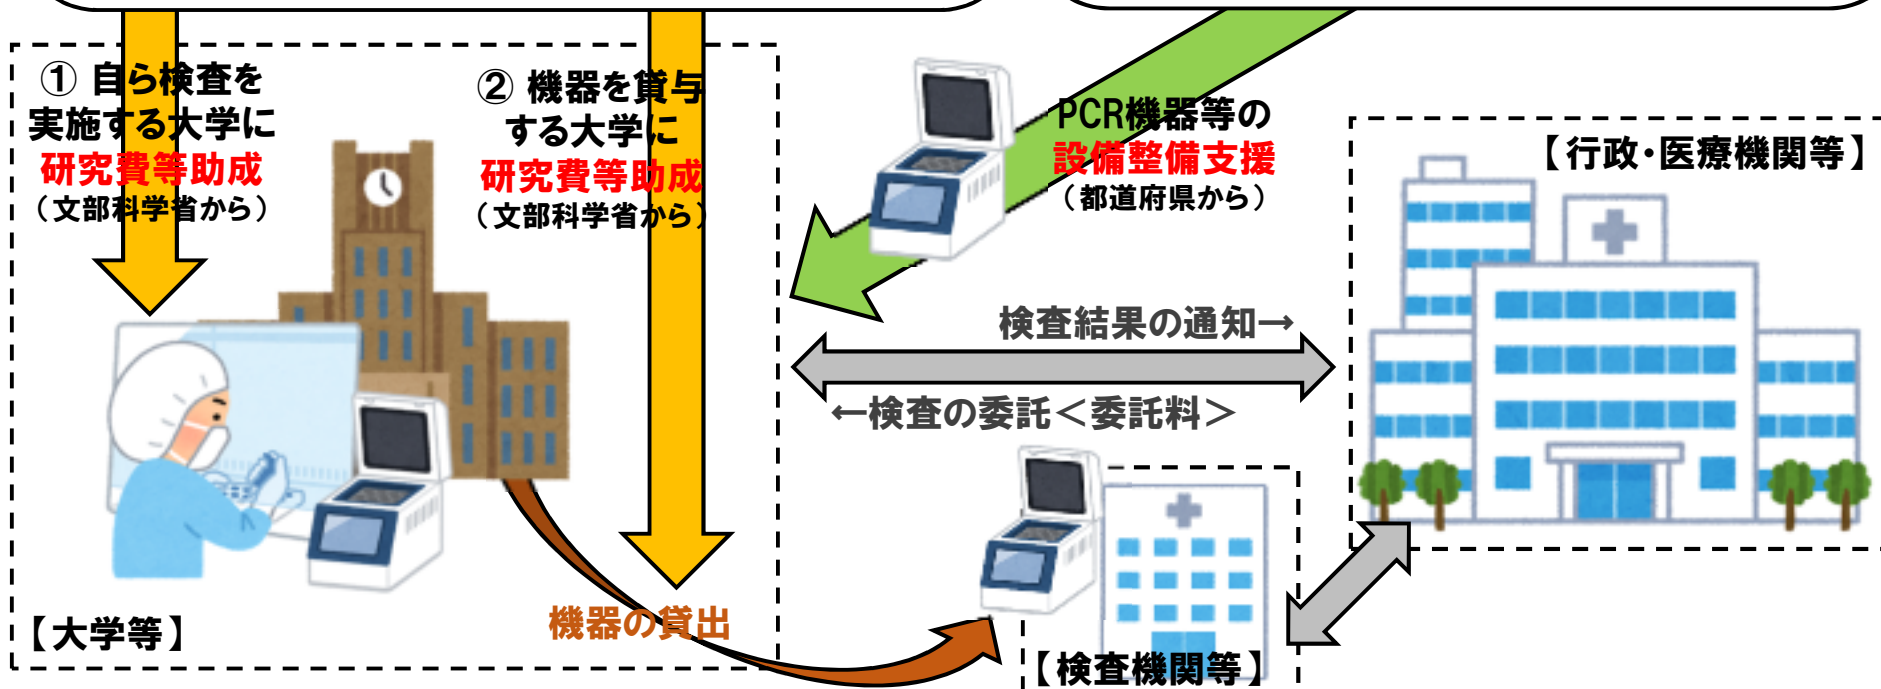 ① 自ら検査を
実施する大学に
研究費等助成
（文部科学省から）
② 機器を貸与
する大学に
研究費等助成
（文部科学省から）
PCR機器等の
設備整備支援
（都道府県から）
【行政・医療機関等】
検査結果の通知→
←検査の委託＜委託料＞
機器の貸出
【大学等】
【検査機関等】